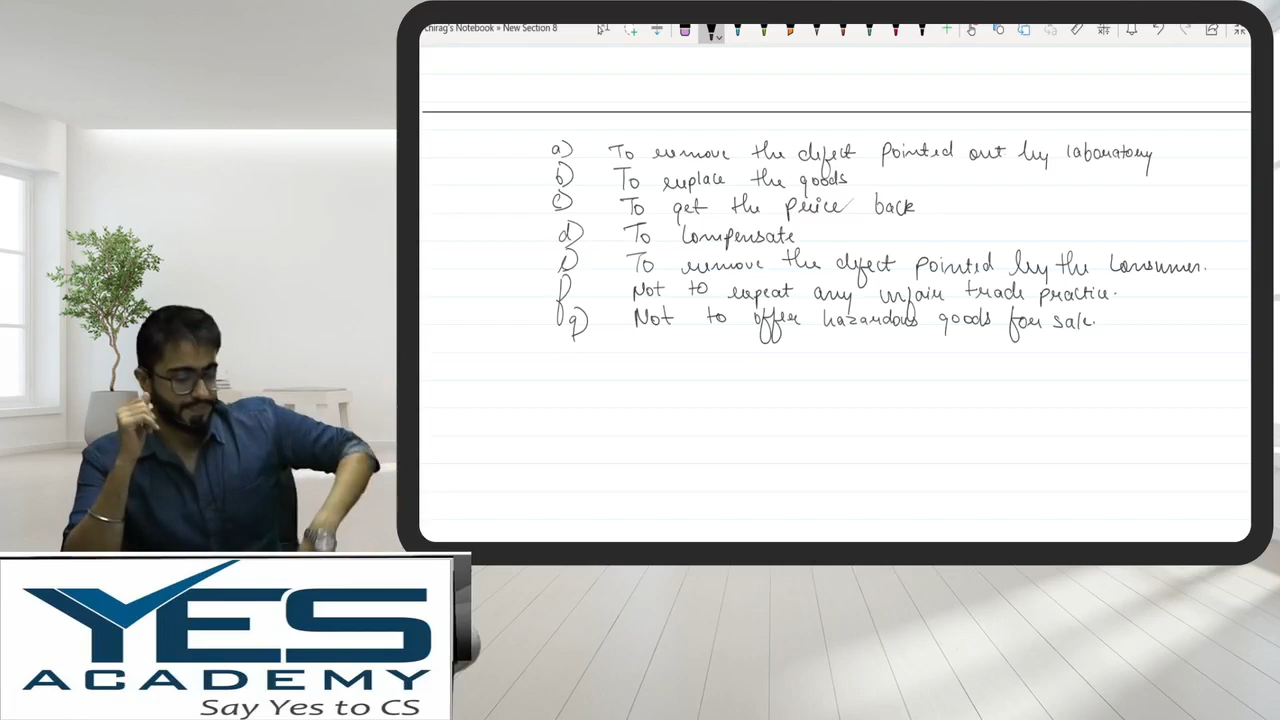 chirag's Notebook » New Section 8
a) To remove the defect pointed out by laboratory
b) To replace the goods
c) To get the price back
d) To compensate
e) To remove the defect pointed by the consumer.
f Not to repeat any unfair trade practice.
g) Not to offer hazardous goods for sale.
YES
ACADEMY
Say Yes to CS